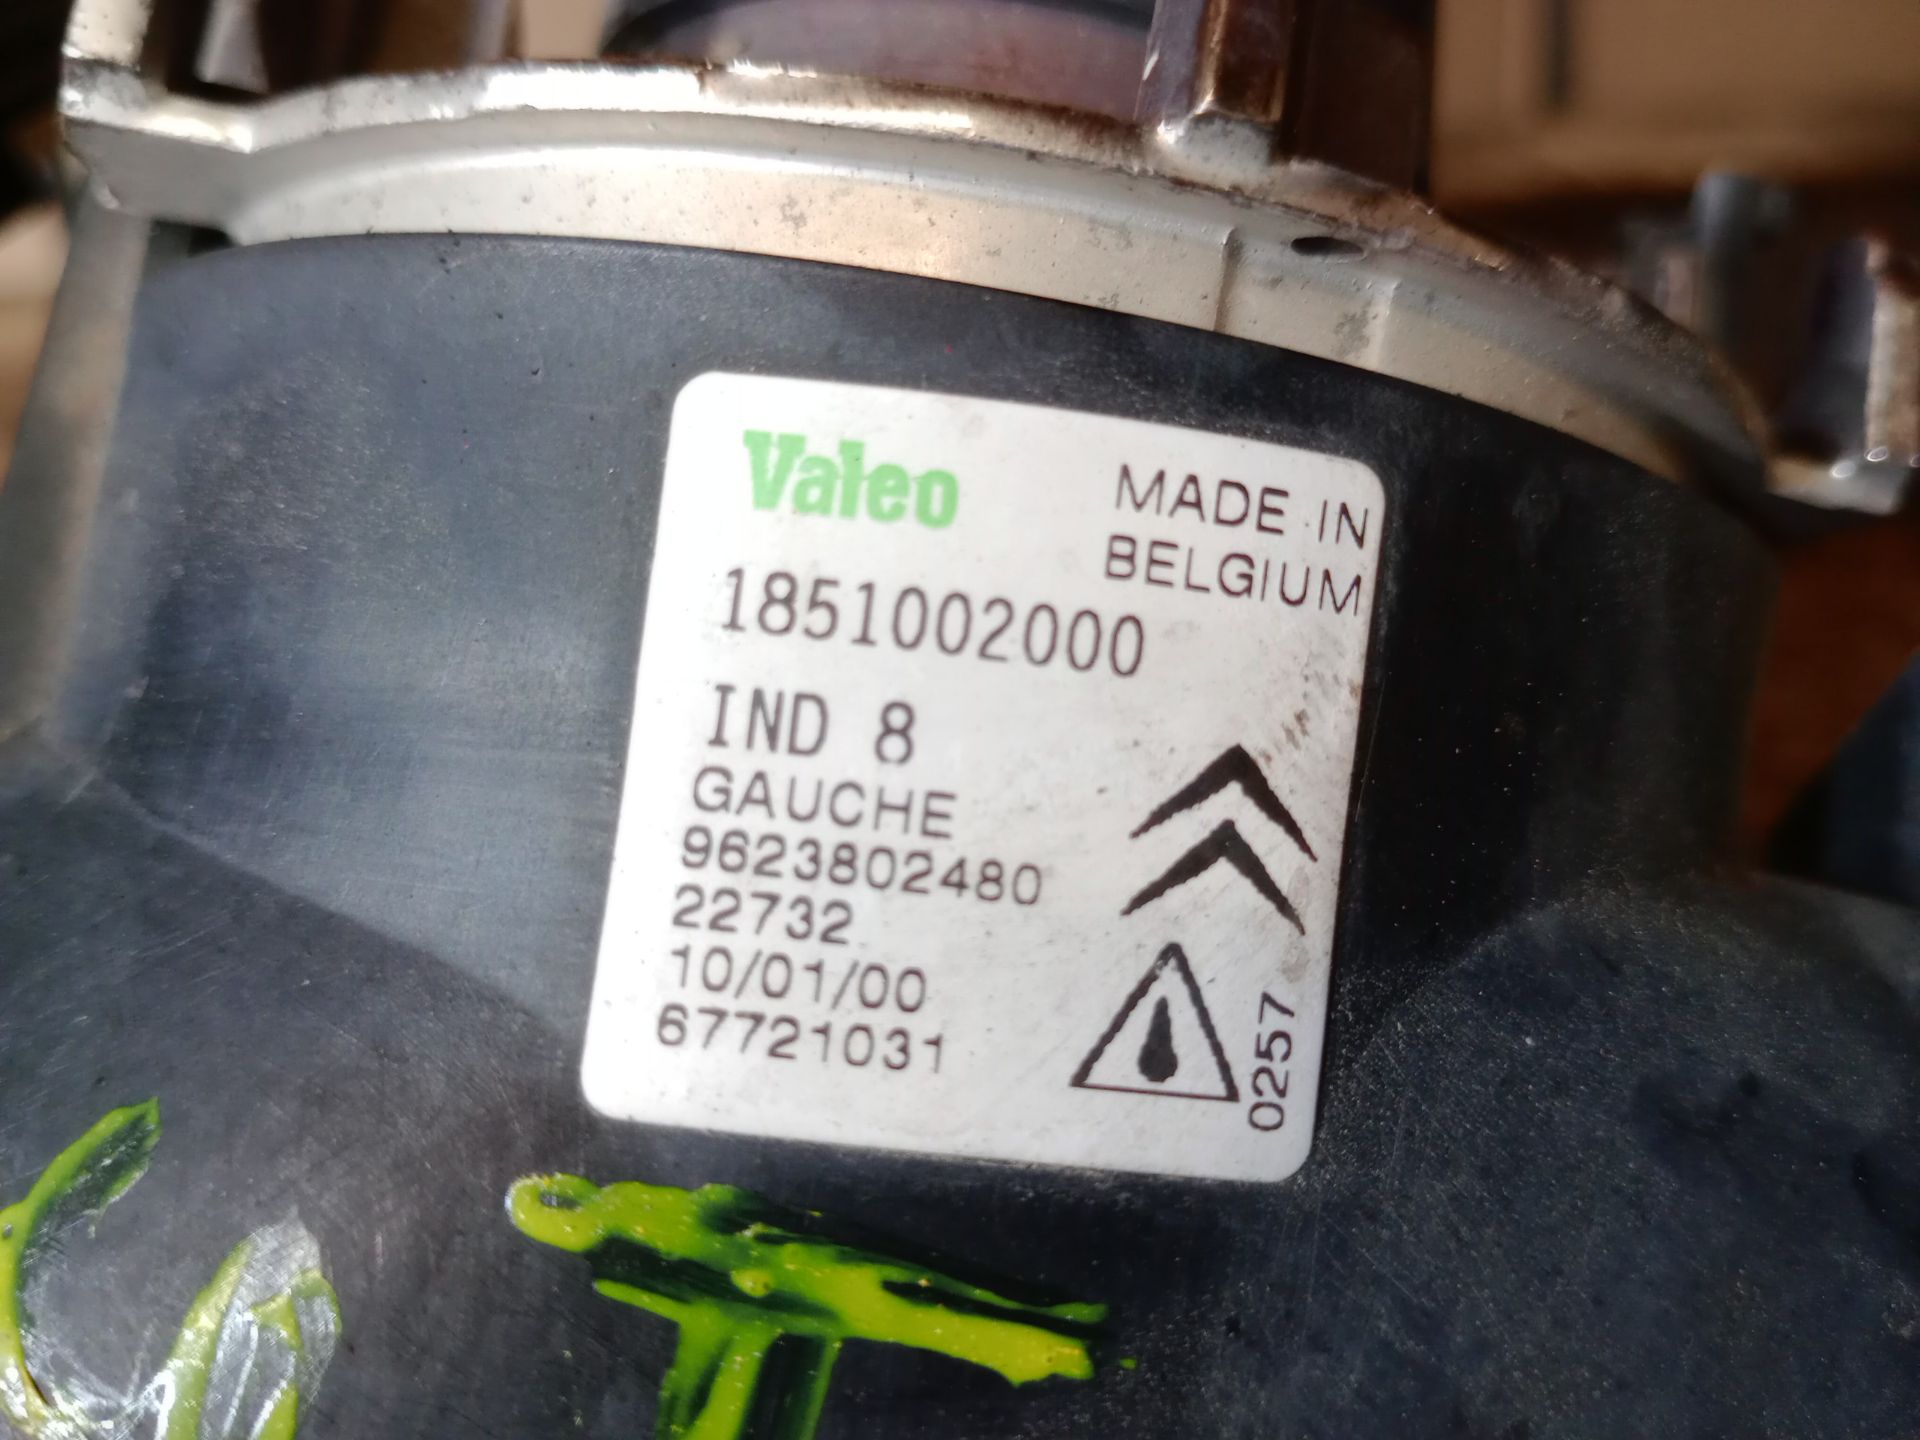 Valeo
MADE IN
BELGIUM
1851002000
IND 8
GAUCHE
9623802480
22732
10/01/00
67721031
0257